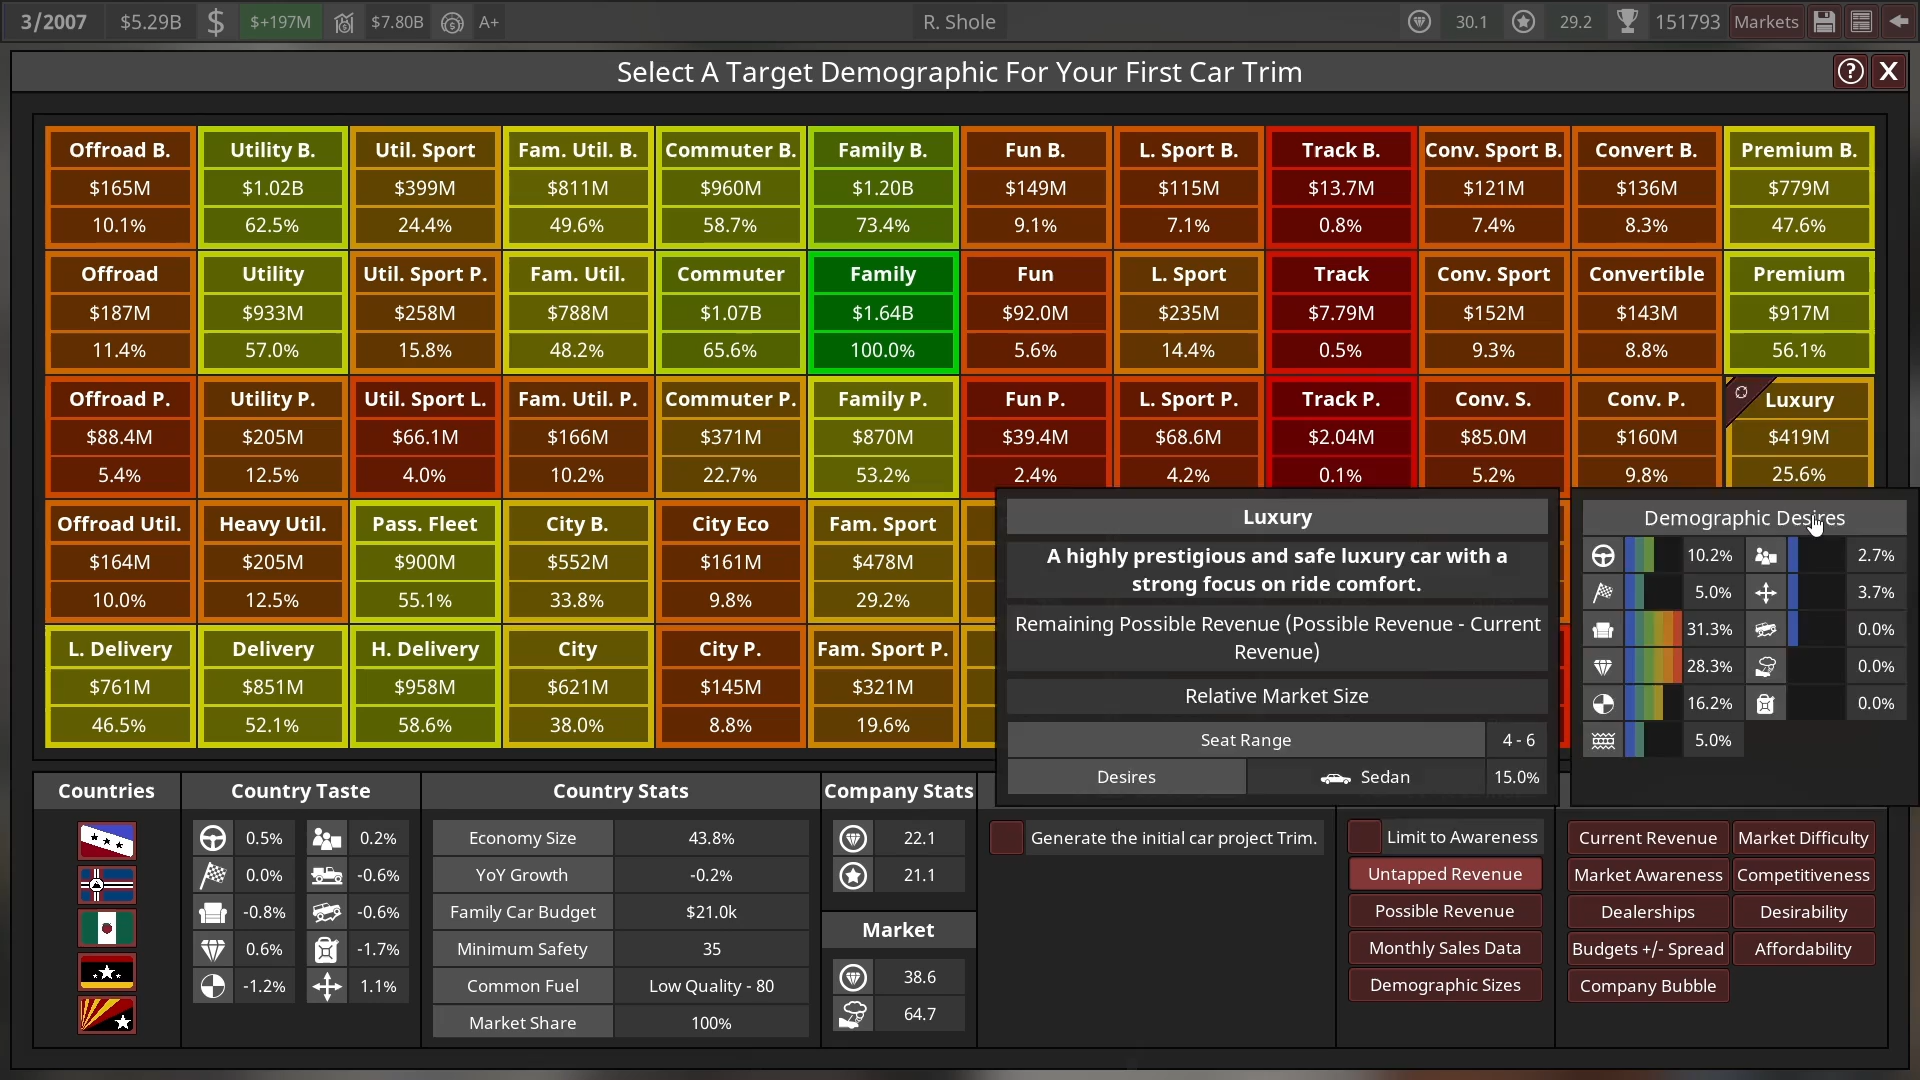 3/2007 $5.29B $+197M $7.80B A+ R. Shole 30.1 29.2 151793 Markets
Select A Target Demographic For Your First Car Trim ? X
Offroad B. Utility B. Util. Sport Fam. Util. B. Commuter B. Family B. Fun B. L. Sport B. Track B. Conv. Sport B. Convert B. Premium B.
$165M $1.02B $399M $811M $960M $1.20B $149M $115M $13.7M $121M $136M $779M
10.1% 62.5% 24.4% 49.6% 58.7% 73.4% 9.1% 7.1% 0.8% 7.4% 8.3% 47.6%
Offroad Utility Util. Sport P. Fam. Util. Commuter Family Fun L. Sport Track Conv. Sport Convertible Premium
$187M $933M $258M $788M $1.07B $1.64B $92.0M $235M $7.79M $152M $143M $917M
11.4% 57.0% 15.8% 48.2% 65.6% 100.0% 5.6% 14.4% 0.5% 9.3% 8.8% 56.1%
Offroad P. Utility P. Util. Sport L. Fam. Util. P. Commuter P. Family P. Fun P. L. Sport P. Track P. Conv. S. Conv. P. Luxury
$88.4M $205M $66.1M $166M $371M $870M $39.4M $68.6M $2.04M $85.0M $160M $419M
5.4% 12.5% 4.0% 10.2% 22.7% 53.2% 2.4% 4.2% 0.1% 5.2% 9.8% 25.6%
Offroad Util. Heavy Util. Pass. Fleet City B. City Eco Fam. Sport
$164M $205M $900M $552M $161M $478M
10.0% 12.5% 55.1% 33.8% 9.8% 29.2%
L. Delivery Delivery H. Delivery City City P. Fam. Sport P.
$761M $851M $958M $621M $145M $321M
46.5% 52.1% 58.6% 38.0% 8.8% 19.6%
Luxury
A highly prestigious and safe luxury car with a
strong focus on ride comfort.
Remaining Possible Revenue (Possible Revenue - Current
Revenue)
Relative Market Size
Seat Range 4 - 6
Desires Sedan 15.0%
Demographic Desires
10.2% 2.7%
5.0% 3.7%
31.3% 0.0%
28.3% 0.0%
16.2% 0.0%
5.0%
Countries
Country Taste
0.5% 0.2%
0.0% -0.6%
-0.8% -0.6%
0.6% -1.7%
-1.2% 1.1%
Country Stats
Economy Size 43.8%
YoY Growth -0.2%
Family Car Budget $21.0k
Minimum Safety 35
Common Fuel Low Quality - 80
Market Share 100%
Company Stats
22.1
21.1
Market
38.6
64.7
Generate the initial car project Trim.
Limit to Awareness
Untapped Revenue
Possible Revenue
Monthly Sales Data
Demographic Sizes
Current Revenue Market Difficulty
Market Awareness Competitiveness
Dealerships Desirability
Budgets +/- Spread Affordability
Company Bubble